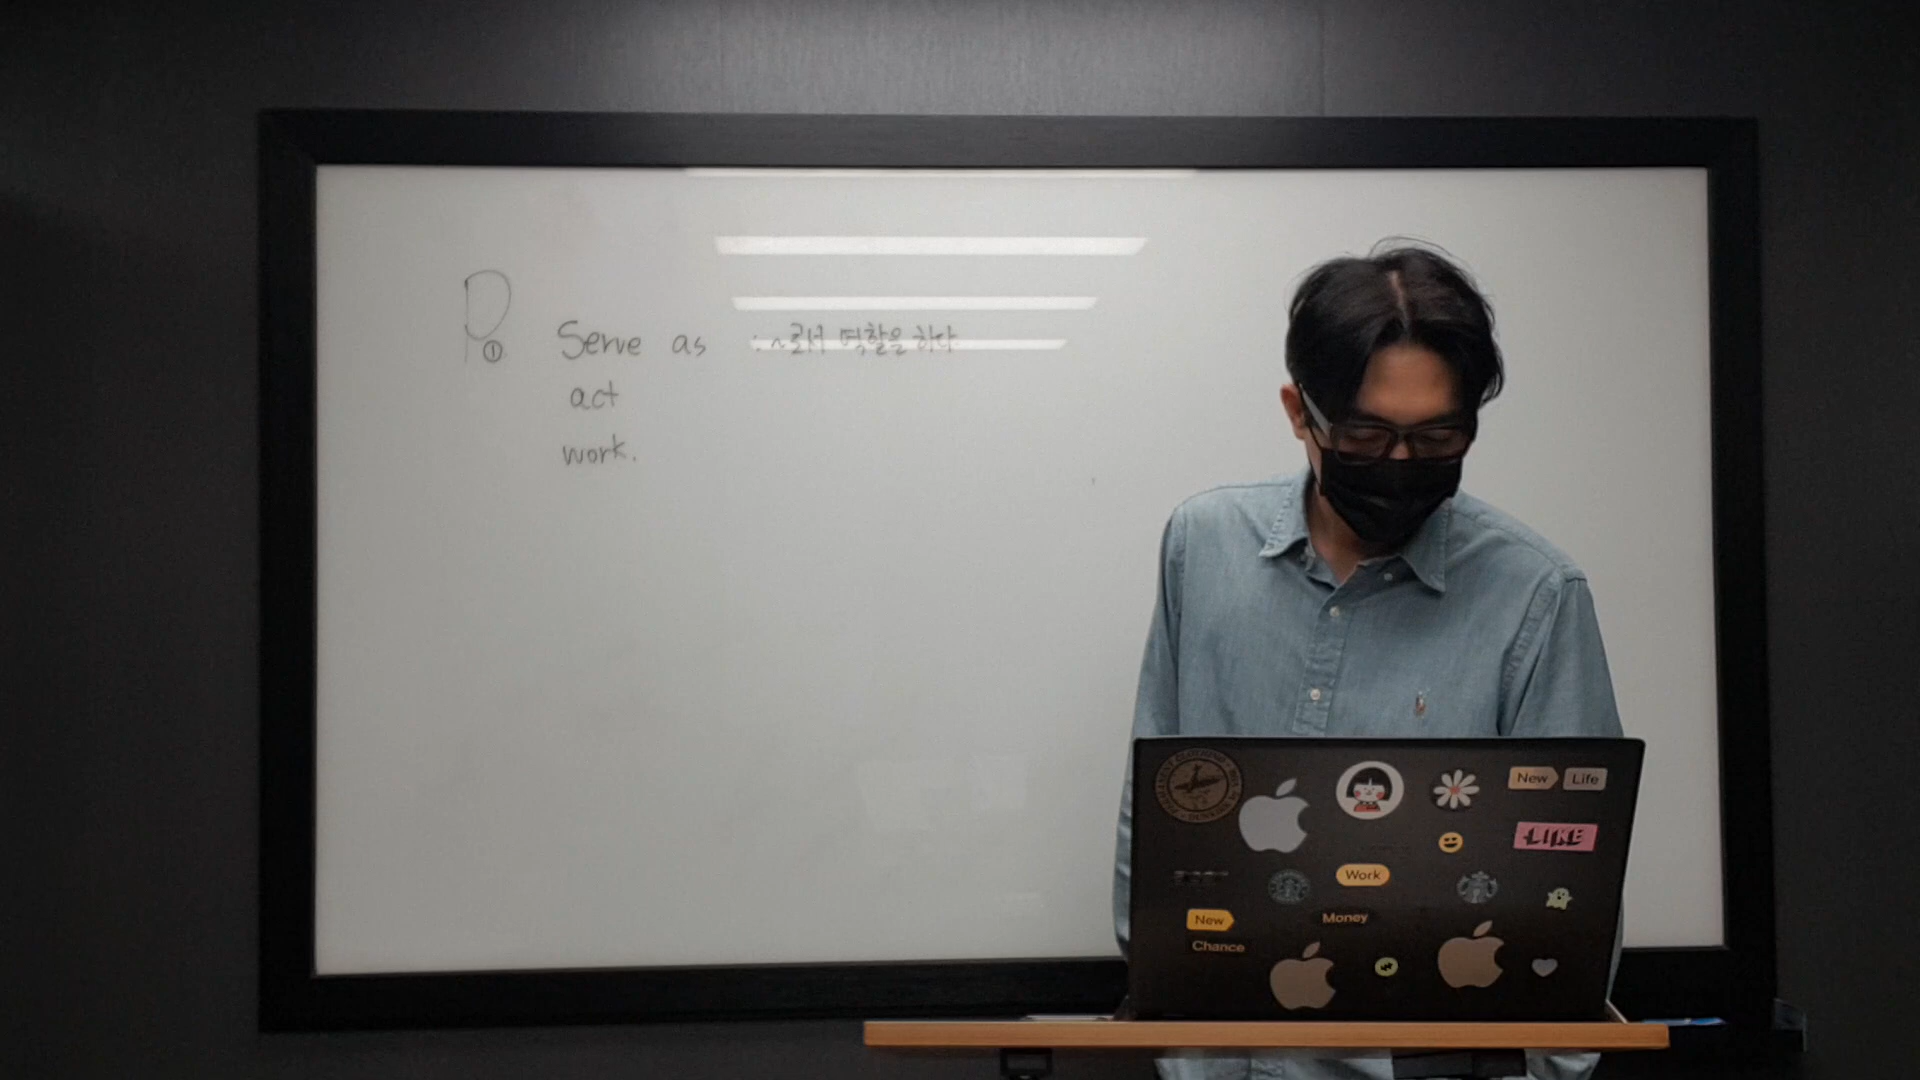 P
① Serve as : ~로서 역할을 하다
act
work.
New Life
LIKE
Work
New
Money
Chance